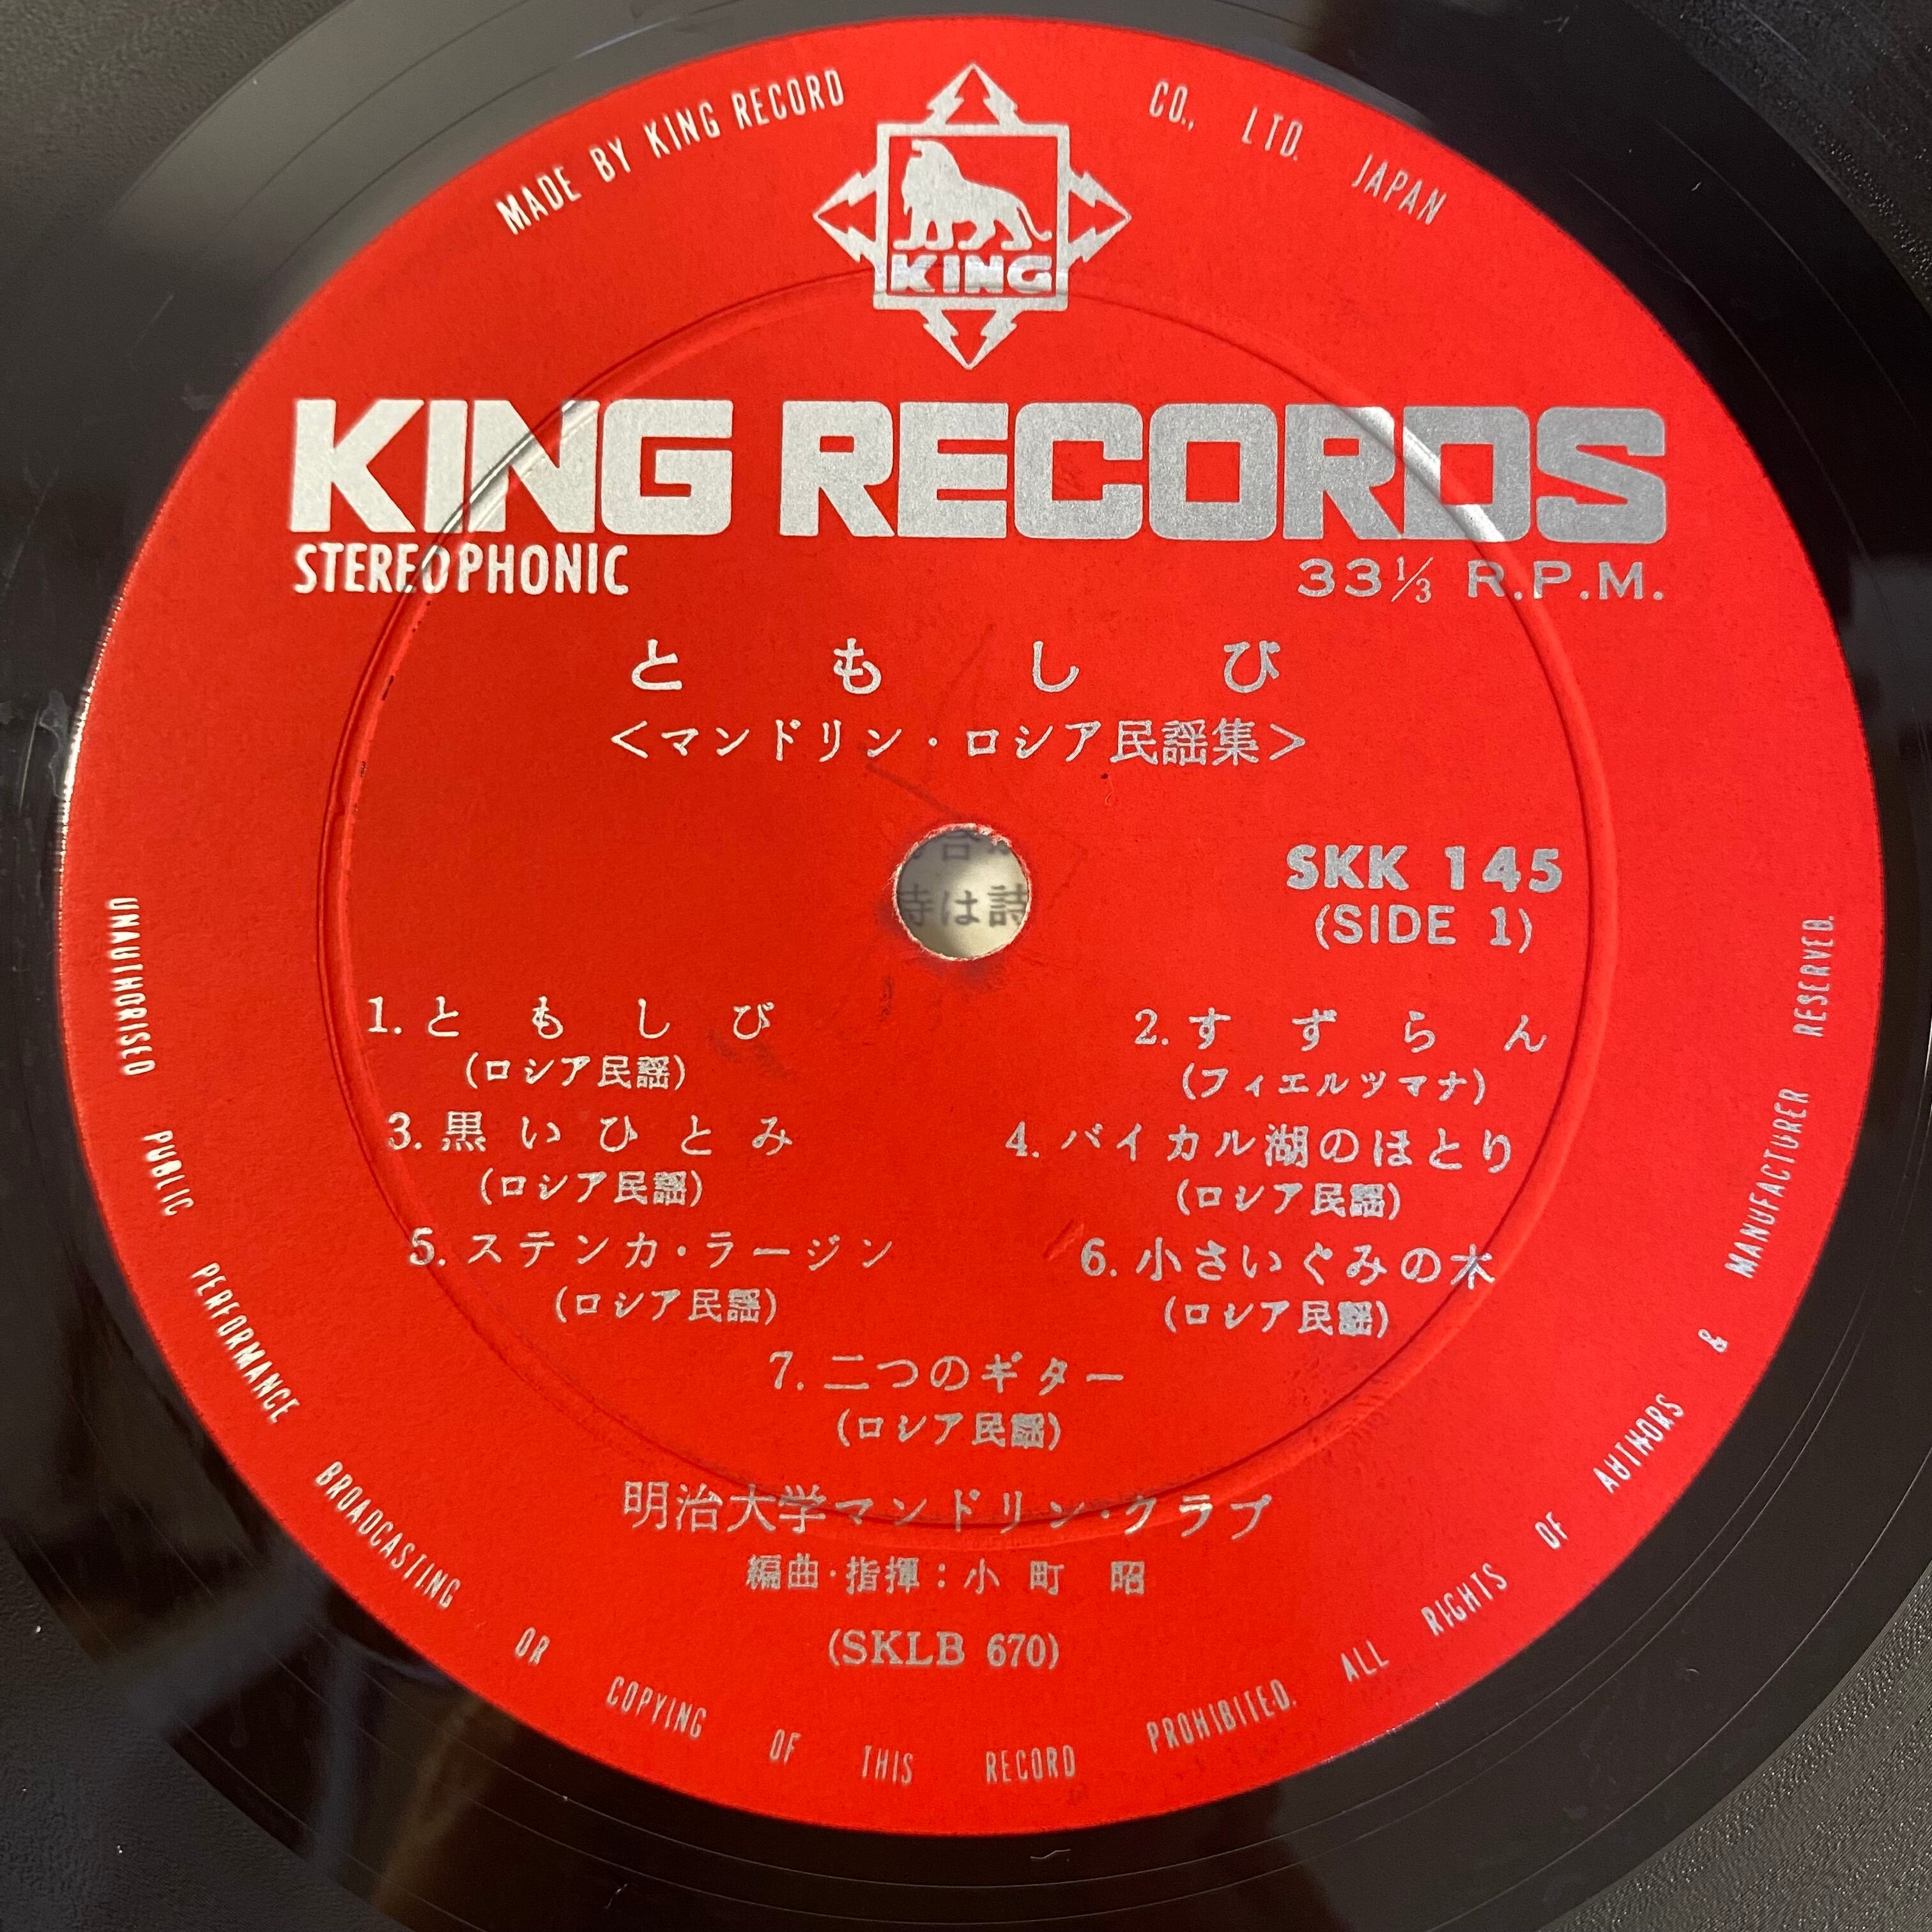 MADE BY KING RECORD CO., LTD. JAPAN
KING
KING RECORDS
STEREOPHONIC
33 1/3 R.P.M.
ともしび
<マンドリン・ロシア民謡集>
SKK 145
(SIDE 1)
詩は詩
1. ともしび
(ロシア民謡)
2. すずらん
(フィエルツマナ)
3. 黒いひとみ
(ロシア民謡)
4. バイカル湖のほとり
(ロシア民謡)
5. ステンカ・ラージン
(ロシア民謡)
6. 小さいぐみの木
(ロシア民謡)
7. 二つのギター
(ロシア民謡)
明治大学マンドリン・クラブ
編曲・指揮：小町 昭
(SKLB 670)
UNAUTHORISED PUBLIC PERFORMANCE BROADCASTING OR COPYING OF THIS RECORD PROHIBITED. ALL RIGHTS OF AUTHORS & MANUFACTURER RESERVED.